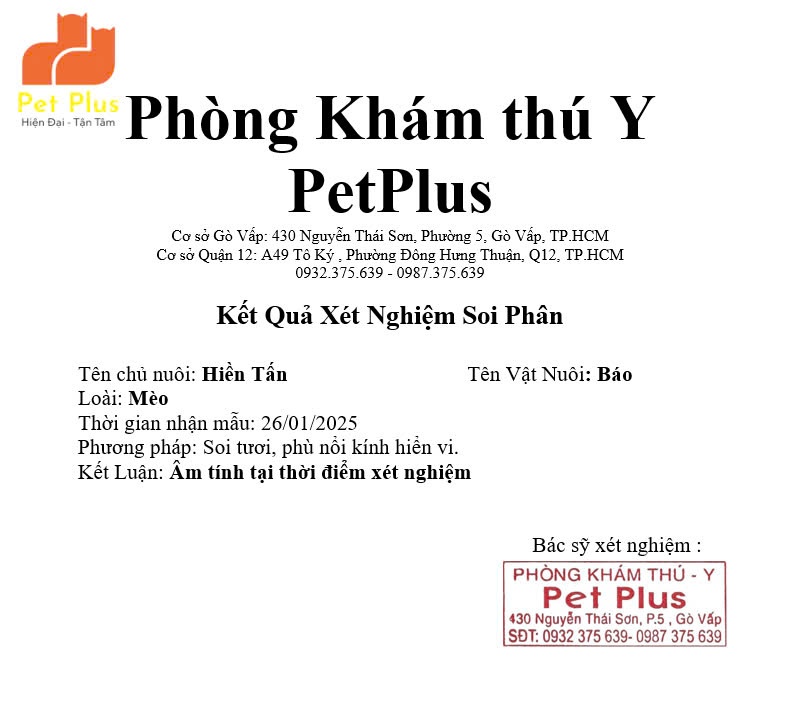 Pet Plus
Hiện Đại - Tận Tâm
Phòng Khám thú Y
PetPlus
Cơ sở Gò Vấp: 430 Nguyễn Thái Sơn, Phường 5, Gò Vấp, TP.HCM
Cơ sở Quận 12: A49 Tô Ký , Phường Đông Hưng Thuận, Q12, TP.HCM
0932.375.639 - 0987.375.639
Kết Quả Xét Nghiệm Soi Phân
Tên chủ nuôi: Hiền Tấn Tên Vật Nuôi: Báo
Loài: Mèo
Thời gian nhận mẫu: 26/01/2025
Phương pháp: Soi tươi, phù nổi kính hiển vi.
Kết Luận: Âm tính tại thời điểm xét nghiệm
Bác sỹ xét nghiệm :
PHÒNG KHÁM THÚ - Y
Pet Plus
430 Nguyễn Thái Sơn, P.5 , Gò Vấp
SĐT: 0932 375 639- 0987 375 639